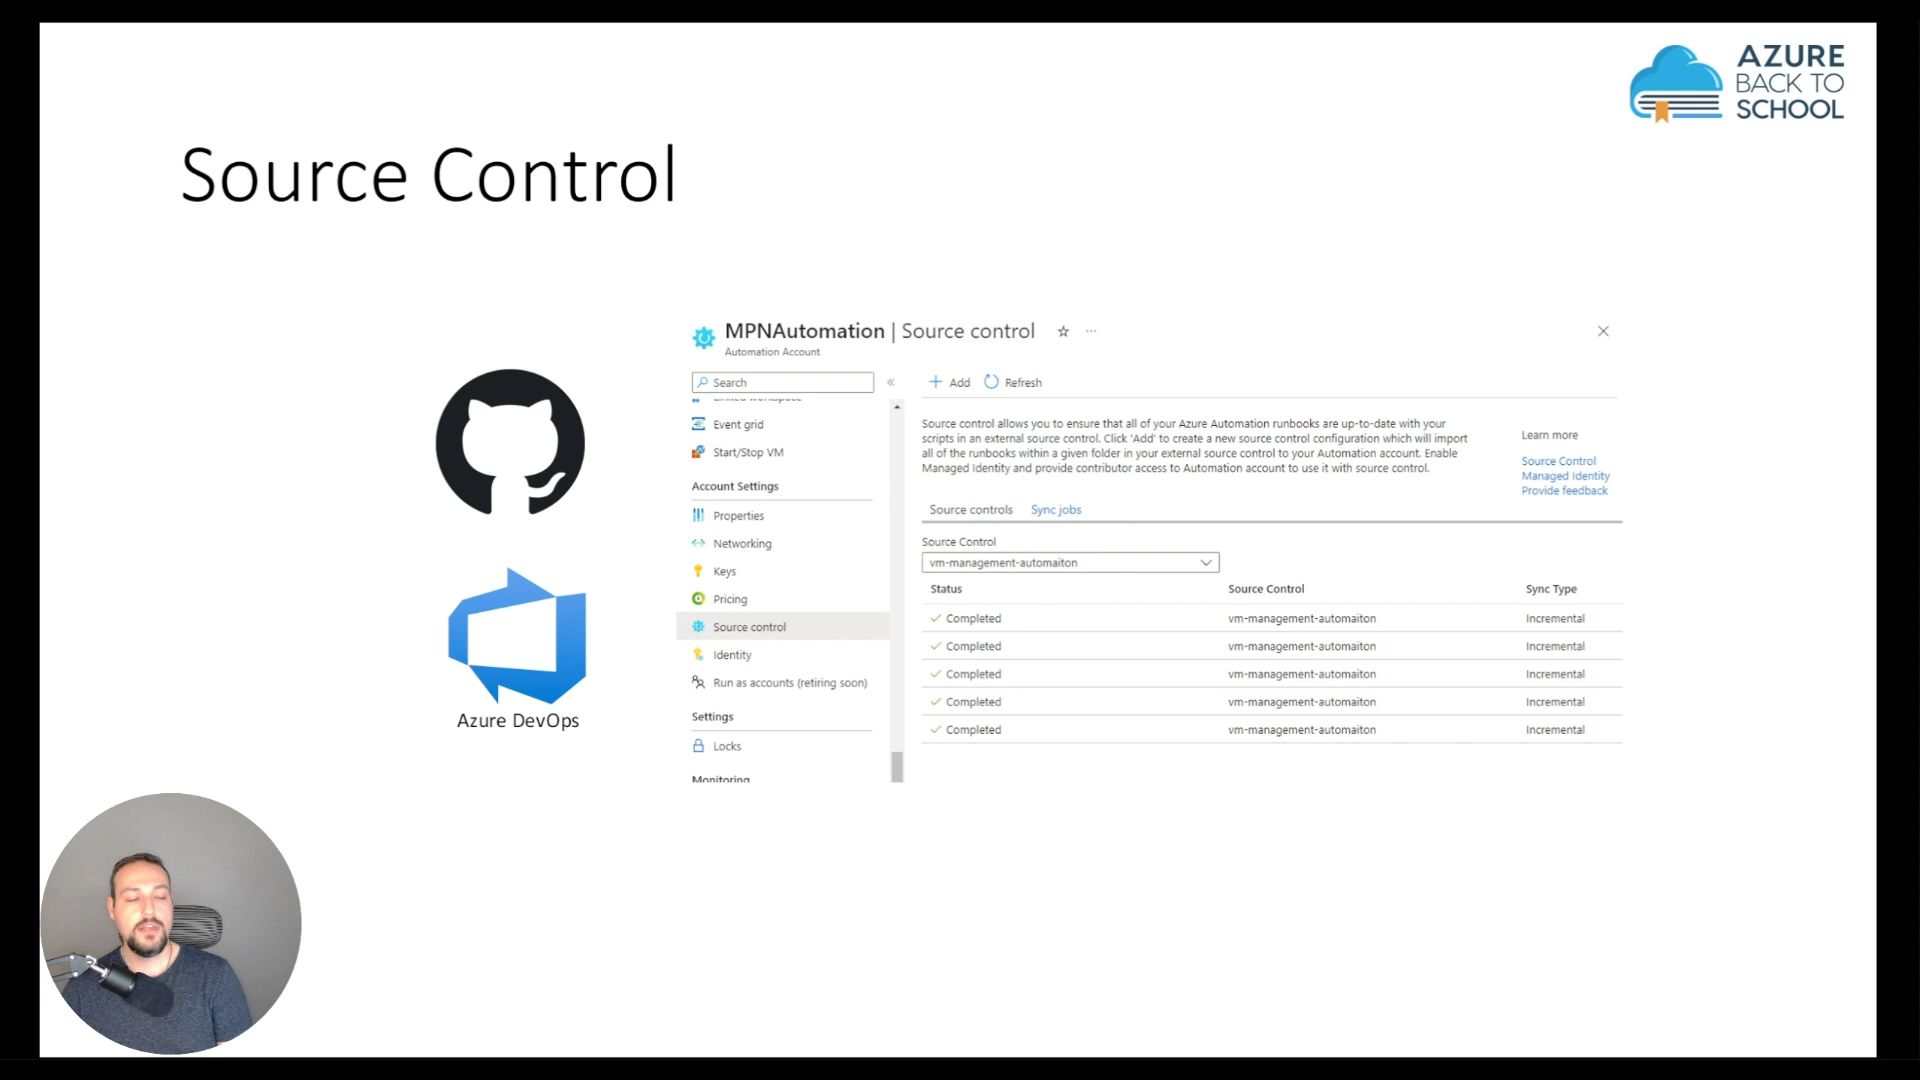 AZURE
BACK TO
SCHOOL
Source Control
Azure DevOps
MPNAutomation | Source control
Automation Account
Search
Linked workspace
Event grid
Start/Stop VM
Account Settings
Properties
Networking
Keys
Pricing
Source control
Identity
Run as accounts (retiring soon)
Settings
Locks
Monitoring
Add Refresh
Source control allows you to ensure that all of your Azure Automation runbooks are up-to-date with your
scripts in an external source control. Click 'Add' to create a new source control configuration which will import
all of the runbooks within a given folder in your external source control to your Automation account. Enable
Managed Identity and provide contributor access to Automation account to use it with source control.
Learn more
Source Control
Managed Identity
Provide feedback
Source controls Sync jobs
Source Control
vm-management-automaiton
Status Source Control Sync Type
Completed vm-management-automaiton Incremental
Completed vm-management-automaiton Incremental
Completed vm-management-automaiton Incremental
Completed vm-management-automaiton Incremental
Completed vm-management-automaiton Incremental